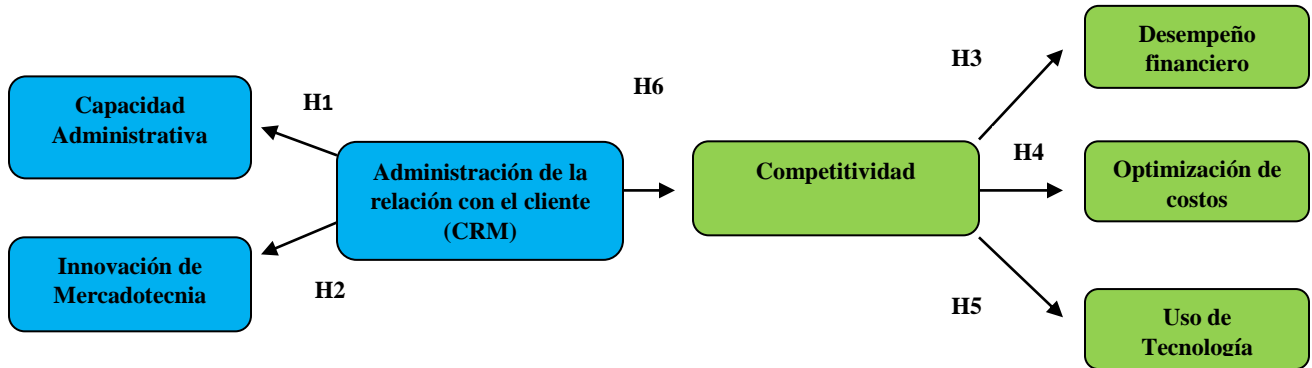 Capacidad
Administrativa
H1
Innovación de
Mercadotecnia
H2
Administración de la
relación con el cliente
(CRM)
H6
Competitividad
H3
Desempeño
financiero
H4
Optimización de
costos
H5
Uso de
Tecnología